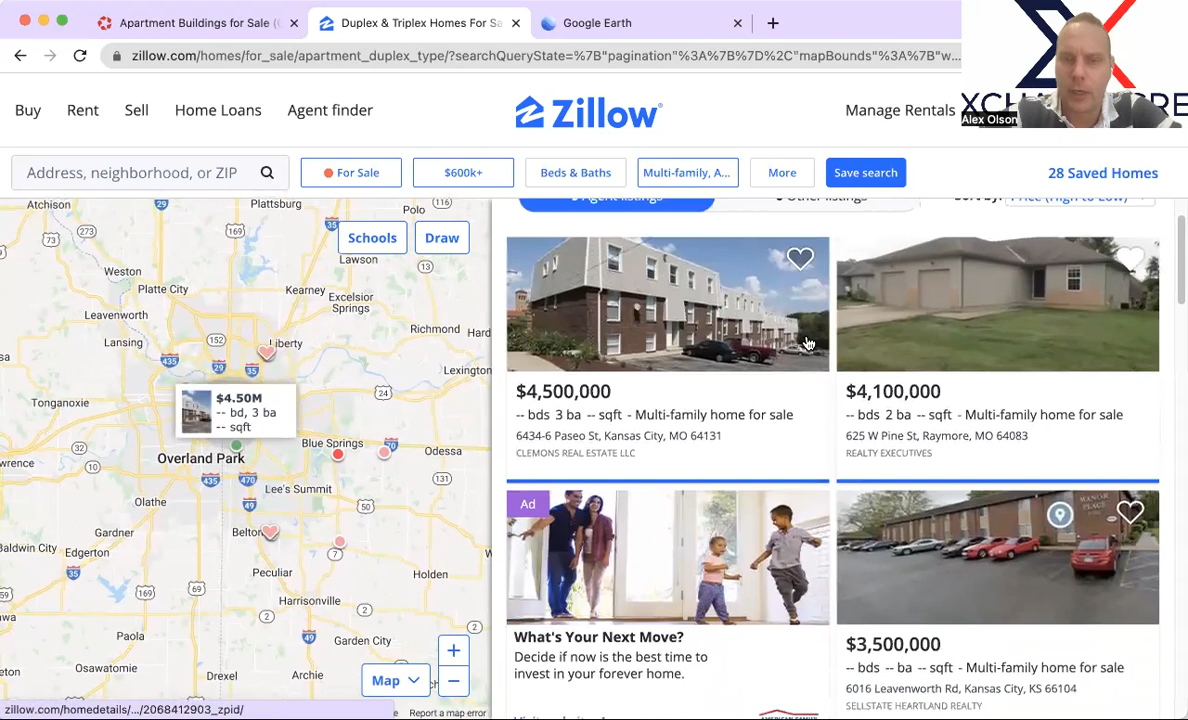 Apartment Buildings for Sale (
Duplex & Triplex Homes For Sa
Google Earth
zillow.com/homes/for_sale/apartment_duplex_type/?searchQueryState=%7B"pagination"%3A%7B%7D%2C"mapBounds"%3A%7B"w...
Alex Olson
Buy Rent Sell Home Loans Agent finder
Zillow
Manage Rentals
Address, neighborhood, or ZIP
For Sale
$600k+
Beds & Baths
Multi-family, A...
More
Save search
28 Saved Homes
Atchison
Plattsburg
Polo
Schools
Draw
Lawson
Weston
Platte City
Kearney
Excelsior
Springs
Leavenworth
Richmond
Lansing
Liberty
Lexington
Tonganoxie
$4.50M
-- bd, 3 ba
-- sqft
Blue Springs
Odessa
Overland Park
Lee's Summit
Olathe
Gardner
Belton
Baldwin City
Edgerton
Peculiar
Holden
Harrisonville
Paola
Garden City
Osawatomie
Drexel
Archie
Map
Report a map error
zillow.com/homedetails/.../2068412903_zpid/
$4,500,000
-- bds 3 ba -- sqft - Multi-family home for sale
6434-6 Paseo St, Kansas City, MO 64131
CLEMONS REAL ESTATE LLC
$4,100,000
-- bds 2 ba -- sqft - Multi-family home for sale
625 W Pine St, Raymore, MO 64083
REALTY EXECUTIVES
Ad
What's Your Next Move?
Decide if now is the best time to
invest in your forever home.
MANOR
PLACE
$3,500,000
-- bds -- ba -- sqft - Multi-family home for sale
6016 Leavenworth Rd, Kansas City, KS 66104
SELLSTATE HEARTLAND REALTY